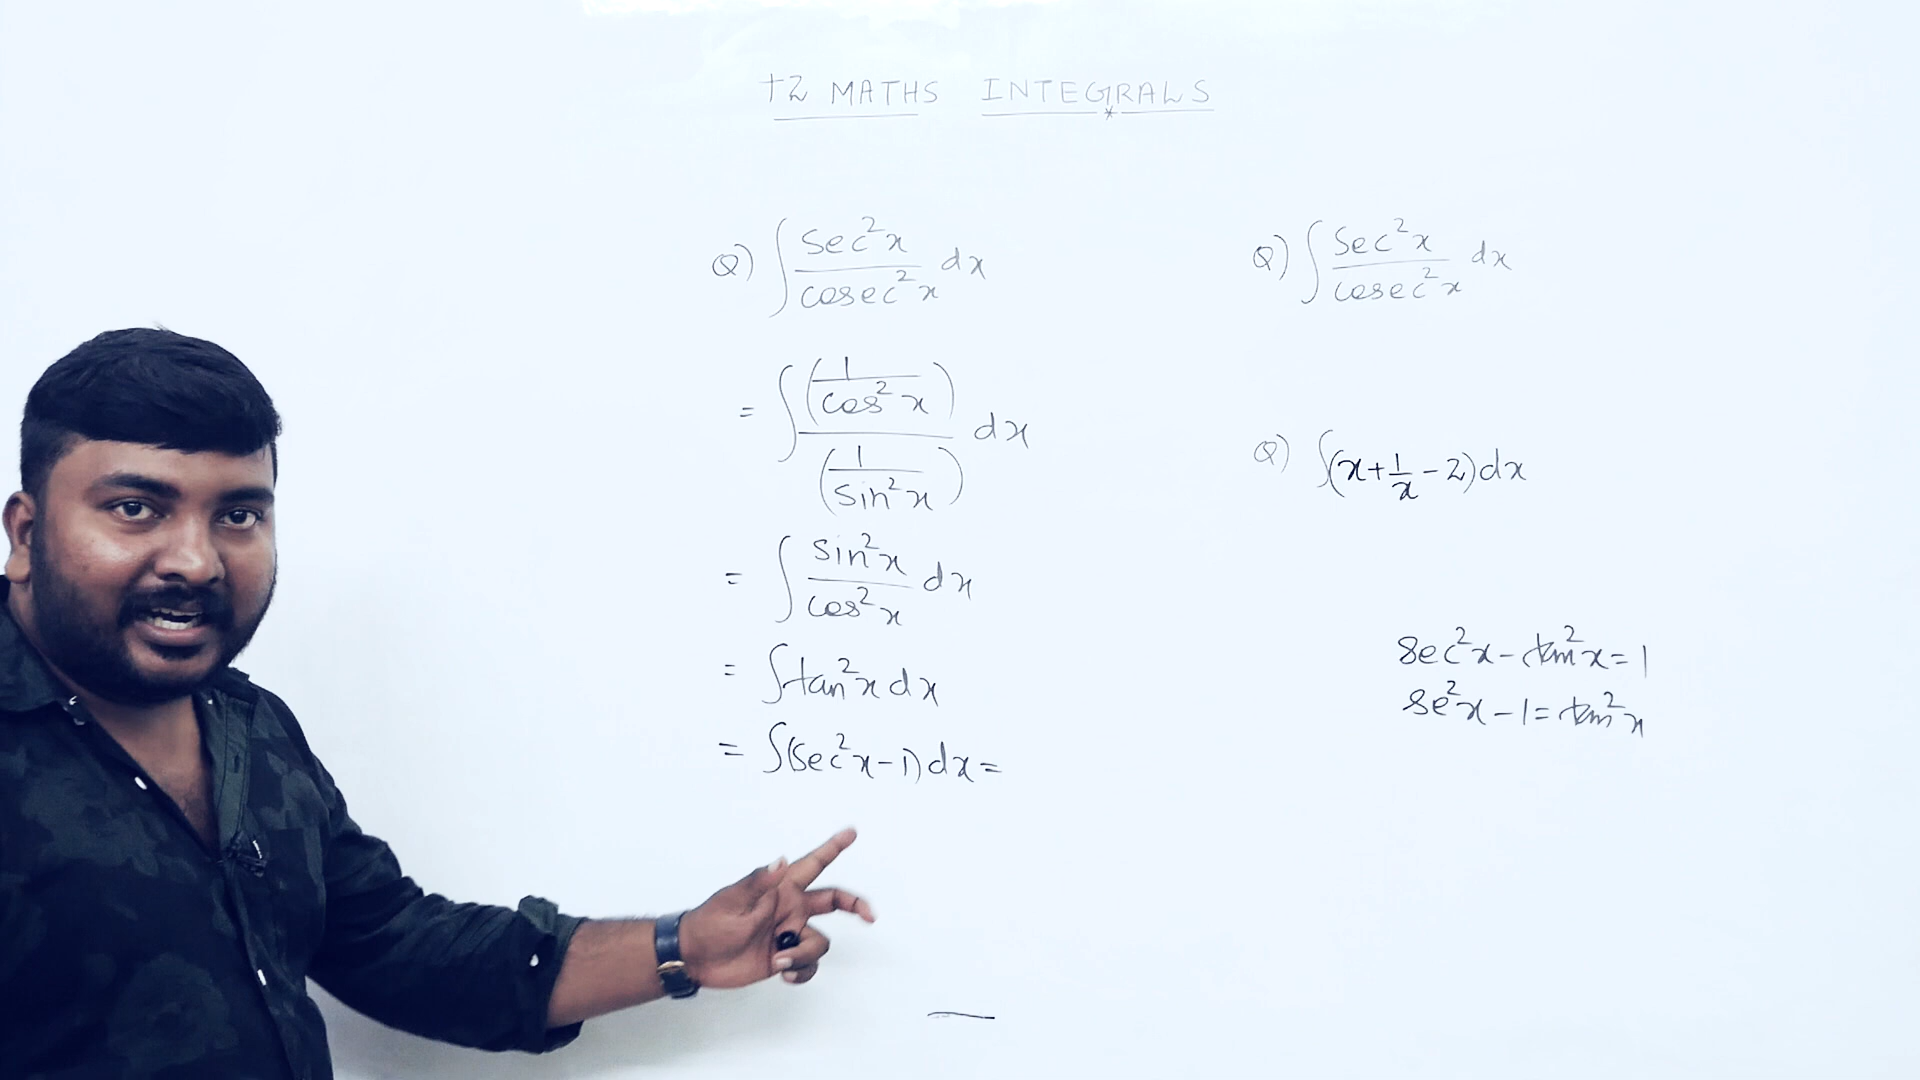 +2 MATHS INTEGRALS
Q) ∫ sec²x / cosec²x dx
= ∫ (1/cos²x) / (1/sin²x) dx
= ∫ sin²x / cos²x dx
= ∫tan²x dx
= ∫(sec²x-1)dx=
Q) ∫ sec²x / cosec²x dx
Q) ∫(x+1/x-2)dx
sec²x-tan²x=1
se²x-1=tan²x